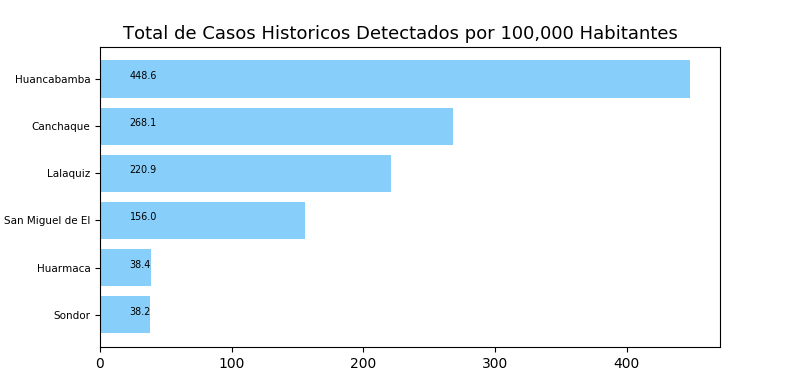 Total de Casos Historicos Detectados por 100,000 Habitantes
Huancabamba 448.6
Canchaque 268.1
Lalaquiz 220.9
San Miguel de El 156.0
Huarmaca 38.4
Sondor 38.2
0 100 200 300 400